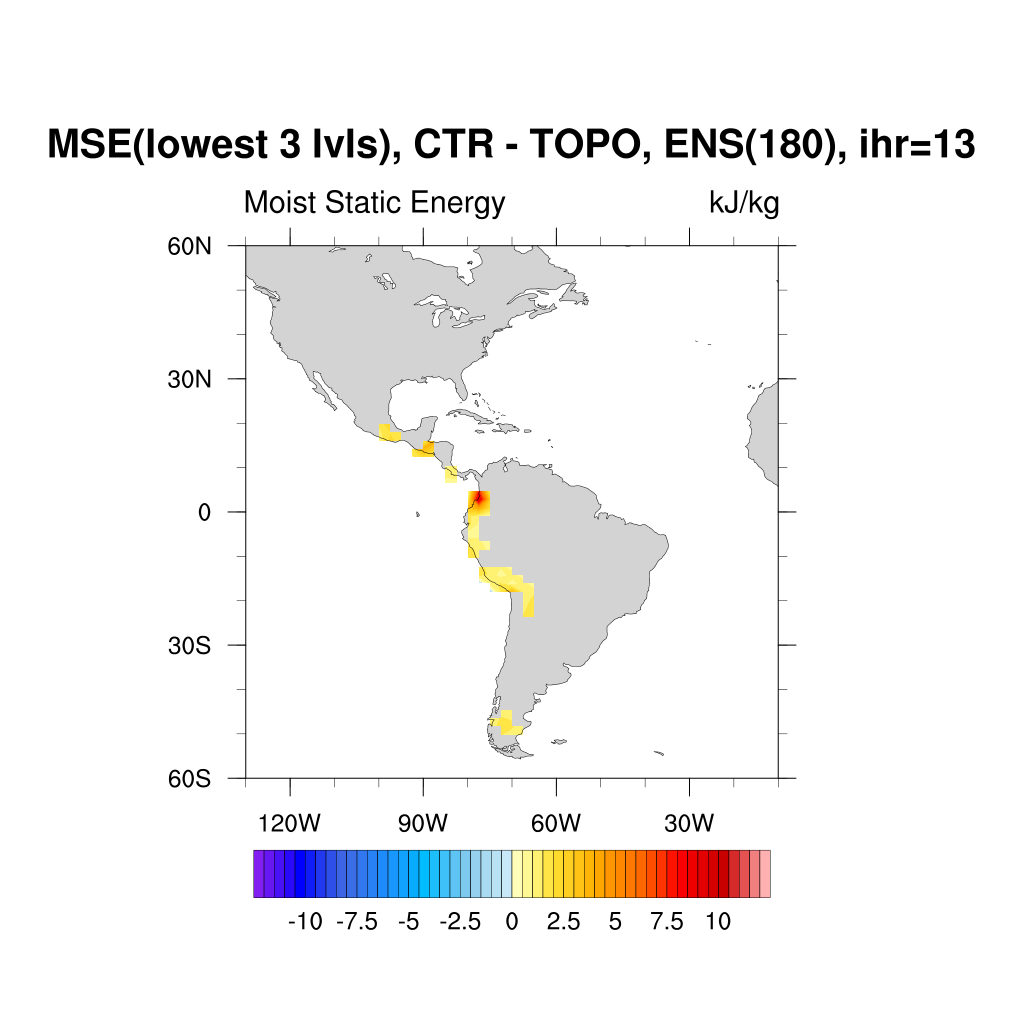 MSE(lowest 3 lvls), CTR - TOPO, ENS(180), ihr=13
Moist Static Energy kJ/kg
60N
30N
0
30S
60S
120W 90W 60W 30W
-10 -7.5 -5 -2.5 0 2.5 5 7.5 10